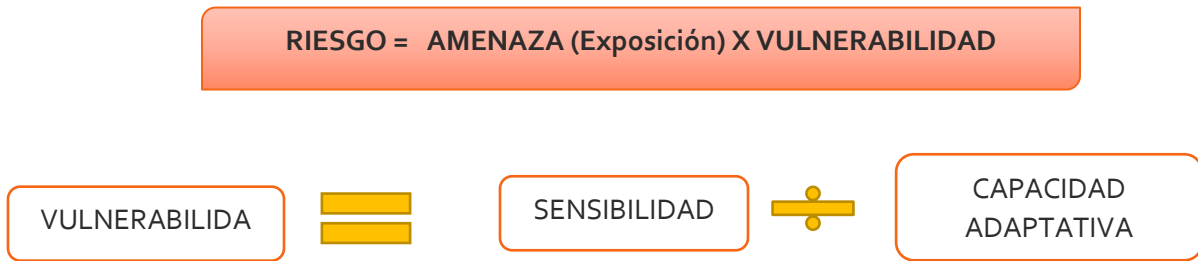 RIESGO = AMENAZA (Exposición) X VULNERABILIDAD
VULNERABILIDA
SENSIBILIDAD
CAPACIDAD
ADAPTATIVA